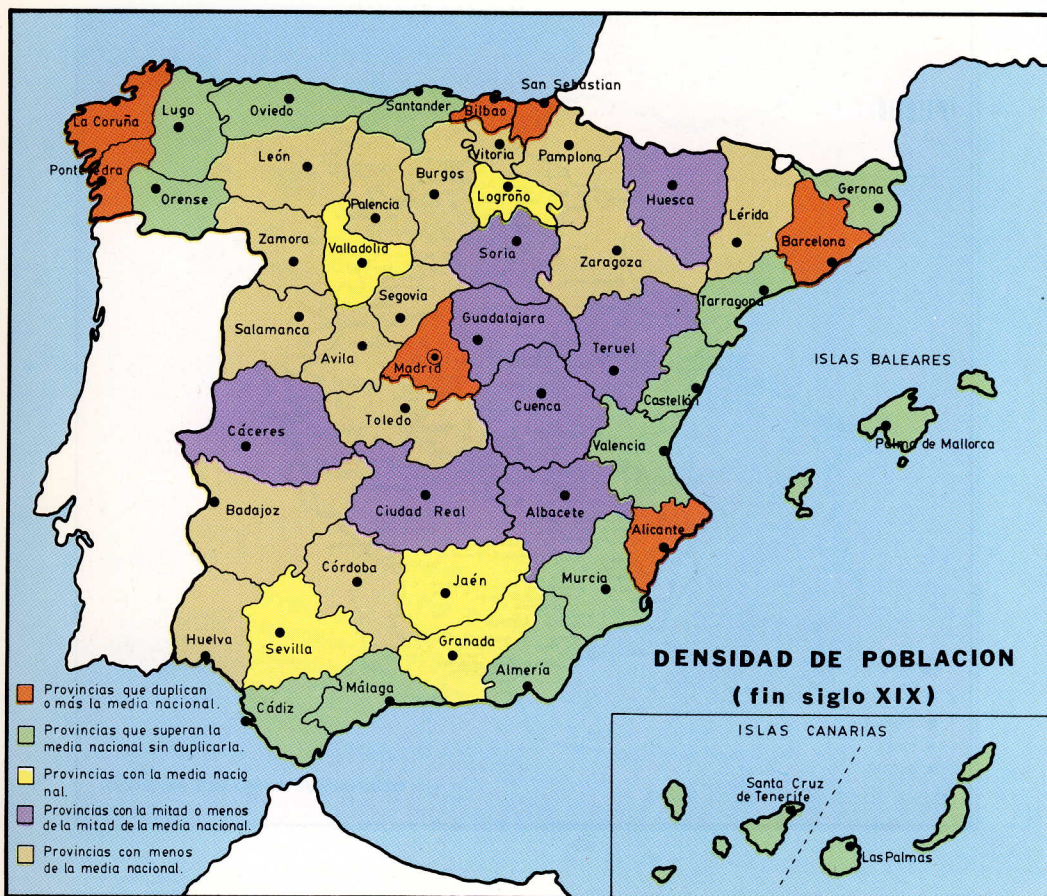 San Sebastian
La Coruña
Lugo
Oviedo
Santander
Bilbao
Pontevedra
Orense
León
Palencia
Burgos
Vitoria
Pamplona
Logroño
Huesca
Lérida
Gerona
Barcelona
Zamora
Valladolid
Soria
Zaragoza
Tarragona
Segovia
Salamanca
Avila
Madrid
Guadalajara
Teruel
ISLAS BALEARES
Castellón
Cáceres
Toledo
Cuenca
Valencia
Palma de Mallorca
Badajoz
Ciudad Real
Albacete
Alicante
Córdoba
Jaén
Murcia
Huelva
Sevilla
Granada
Almería
Málaga
Cádiz
DENSIDAD DE POBLACION
(fin siglo XIX)
Provincias que duplican
o más la media nacional.
Provincias que superan la
media nacional sin duplicarla.
Provincias con la media nacio
nal.
Provincias con la mitad o menos
de la mitad de la media nacional.
Provincias con menos
de la media nacional.
ISLAS CANARIAS
Santa Cruz
de Tenerife
Las Palmas